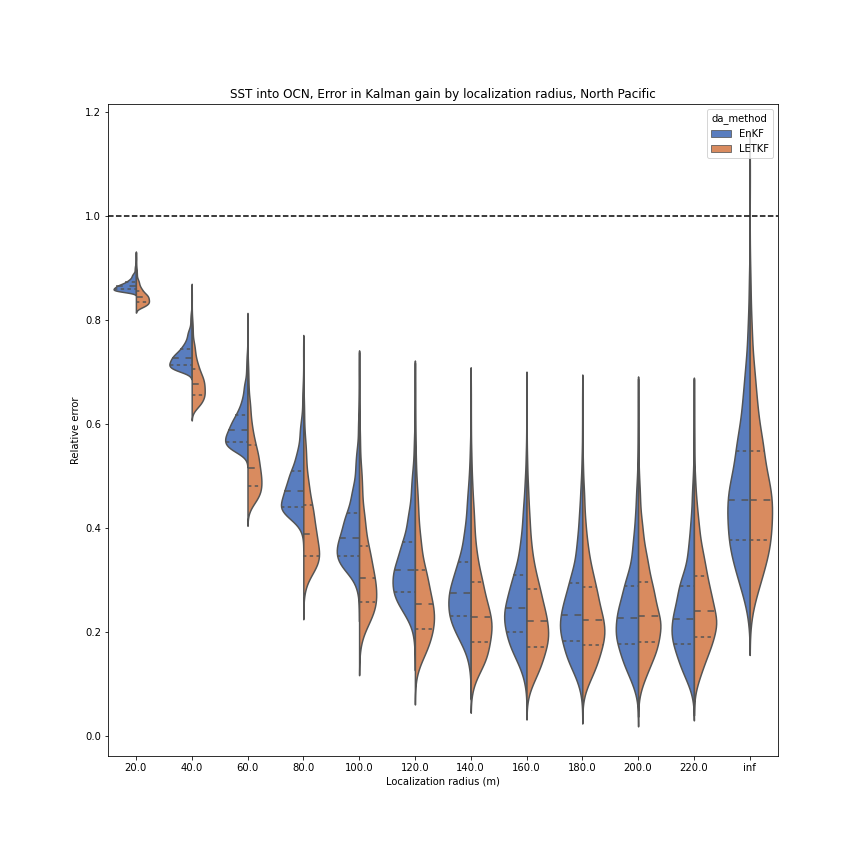 SST into OCN, Error in Kalman gain by localization radius, North Pacific
da_method
EnKF
LETKF
Relative error
1.2
1.0
0.8
0.6
0.4
0.2
0.0
20.0 40.0 60.0 80.0 100.0 120.0 140.0 160.0 180.0 200.0 220.0 inf
Localization radius (m)